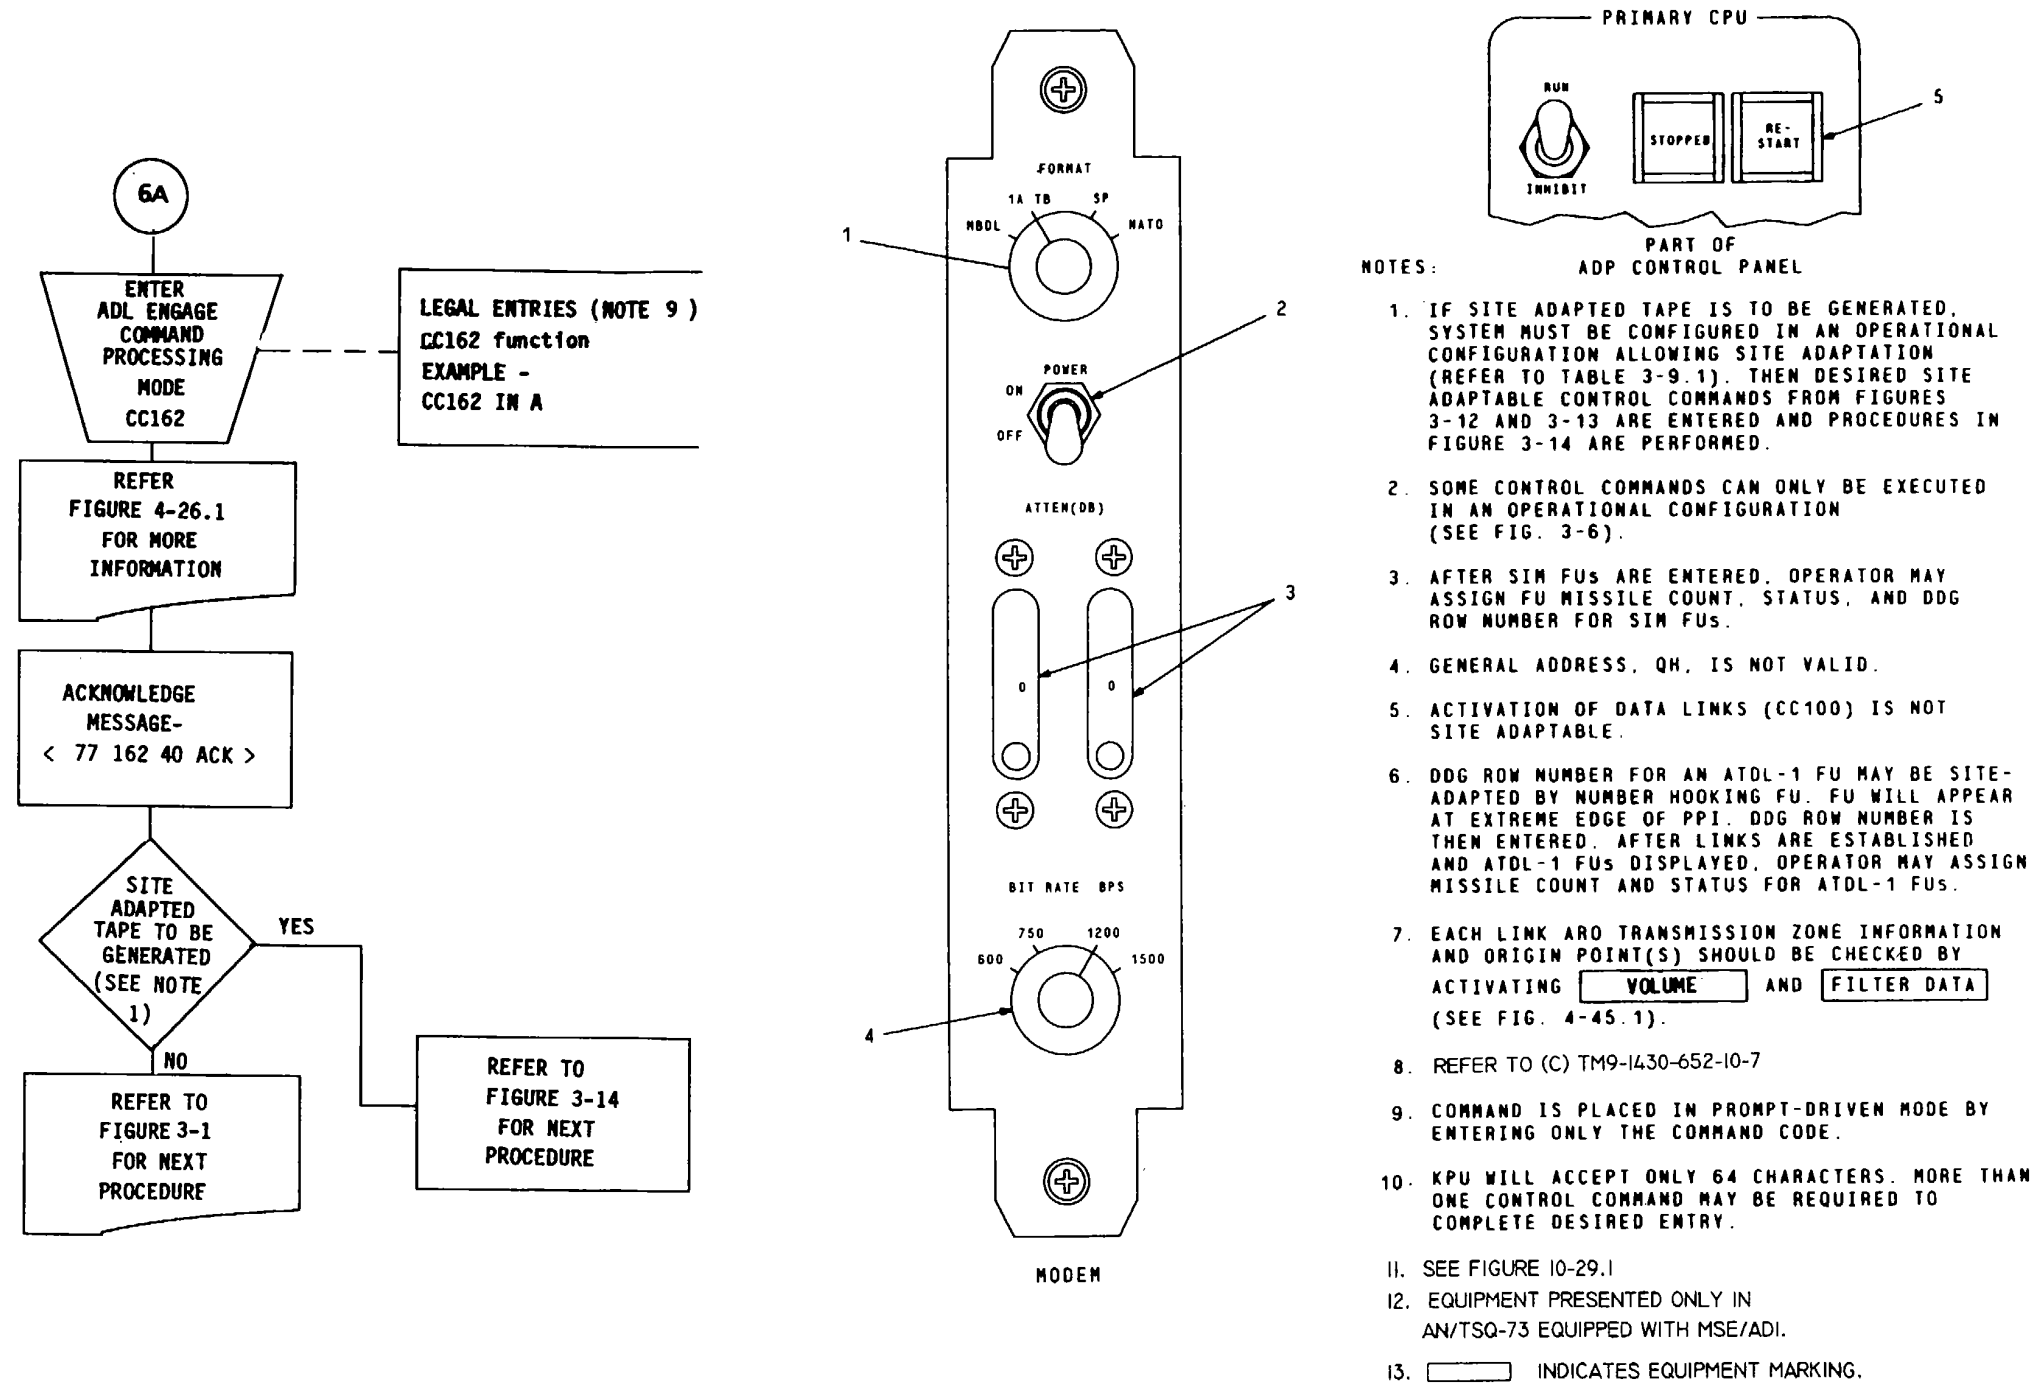 6A
ENTER
ADL ENGAGE
COMMAND
PROCESSING
MODE
CC162
LEGAL ENTRIES (NOTE 9 )
CC162 function
EXAMPLE -
CC162 IN A
REFER
FIGURE 4-26.1
FOR MORE
INFORMATION
ACKNOWLEDGE
MESSAGE-
< 77 162 40 ACK >
SITE
ADAPTED
TAPE TO BE
GENERATED
(SEE NOTE
1)
YES
NO
REFER TO
FIGURE 3-1
FOR NEXT
PROCEDURE
REFER TO
FIGURE 3-14
FOR NEXT
PROCEDURE
FORMAT
1A TB
SP
MBDL
NATO
1
2
POWER
ON
OFF
ATTEN(DB)
3
0
0
BIT RATE BPS
750
1200
600
1500
4
MODEM
PRIMARY CPU
RUN
5
STOPPED
RE-
START
INHIBIT
PART OF
ADP CONTROL PANEL
NOTES:
1. IF SITE ADAPTED TAPE IS TO BE GENERATED,
SYSTEM MUST BE CONFIGURED IN AN OPERATIONAL
CONFIGURATION ALLOWING SITE ADAPTATION
(REFER TO TABLE 3-9.1). THEN DESIRED SITE
ADAPTABLE CONTROL COMMANDS FROM FIGURES
3-12 AND 3-13 ARE ENTERED AND PROCEDURES IN
FIGURE 3-14 ARE PERFORMED.
2. SOME CONTROL COMMANDS CAN ONLY BE EXECUTED
IN AN OPERATIONAL CONFIGURATION
(SEE FIG. 3-6).
3. AFTER SIM FUs ARE ENTERED, OPERATOR MAY
ASSIGN FU MISSILE COUNT, STATUS, AND DDG
ROW NUMBER FOR SIM FUs.
4. GENERAL ADDRESS, QH, IS NOT VALID.
5. ACTIVATION OF DATA LINKS (CC100) IS NOT
SITE ADAPTABLE.
6. DDG ROW NUMBER FOR AN ATDL-1 FU MAY BE SITE-
ADAPTED BY NUMBER HOOKING FU. FU WILL APPEAR
AT EXTREME EDGE OF PPI. DDG ROW NUMBER IS
THEN ENTERED. AFTER LINKS ARE ESTABLISHED
AND ATDL-1 FUs DISPLAYED, OPERATOR MAY ASSIGN
MISSILE COUNT AND STATUS FOR ATDL-1 FUs.
7. EACH LINK ARO TRANSMISSION ZONE INFORMATION
AND ORIGIN POINT(S) SHOULD BE CHECKED BY
ACTIVATING VOLUME AND FILTER DATA
(SEE FIG. 4-45.1).
8. REFER TO (C) TM9-1430-652-10-7
9. COMMAND IS PLACED IN PROMPT-DRIVEN MODE BY
ENTERING ONLY THE COMMAND CODE.
10. KPU WILL ACCEPT ONLY 64 CHARACTERS. MORE THAN
ONE CONTROL COMMAND MAY BE REQUIRED TO
COMPLETE DESIRED ENTRY.
11. SEE FIGURE 10-29.1
12. EQUIPMENT PRESENTED ONLY IN
AN/TSQ-73 EQUIPPED WITH MSE/ADI.
13. INDICATES EQUIPMENT MARKING.